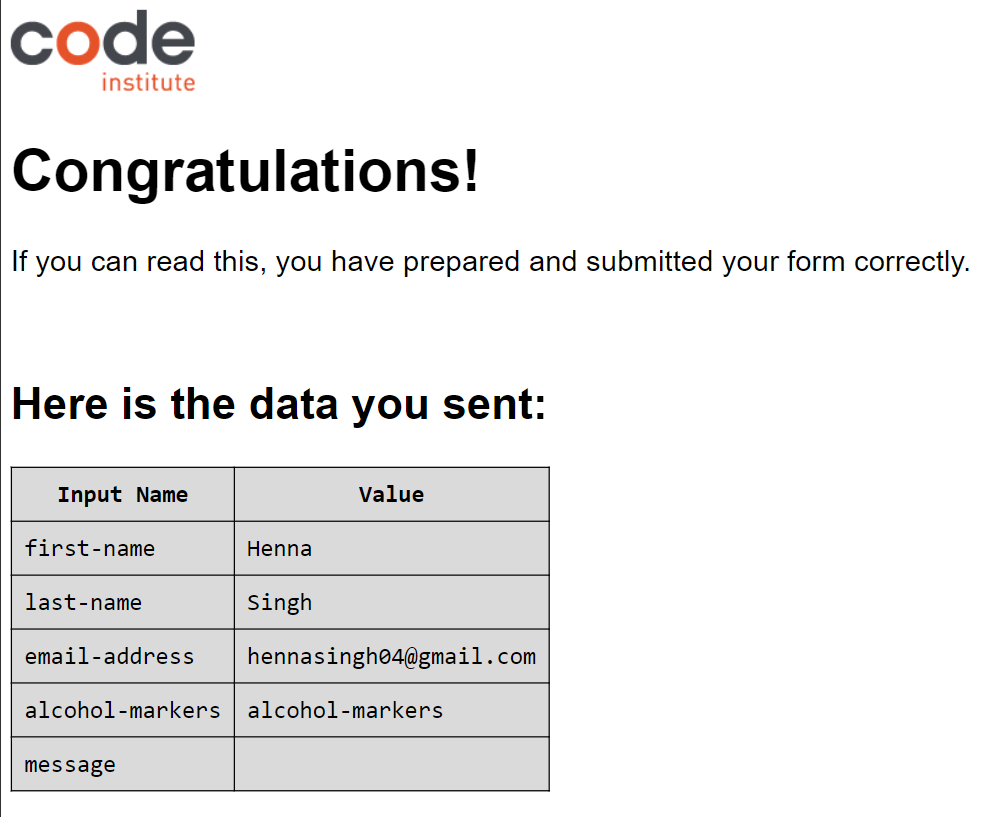 code
institute
Congratulations!
If you can read this, you have prepared and submitted your form correctly.
Here is the data you sent:
Input Name Value
first-name Henna
last-name Singh
email-address hennasingh04@gmail.com
alcohol-markers alcohol-markers
message